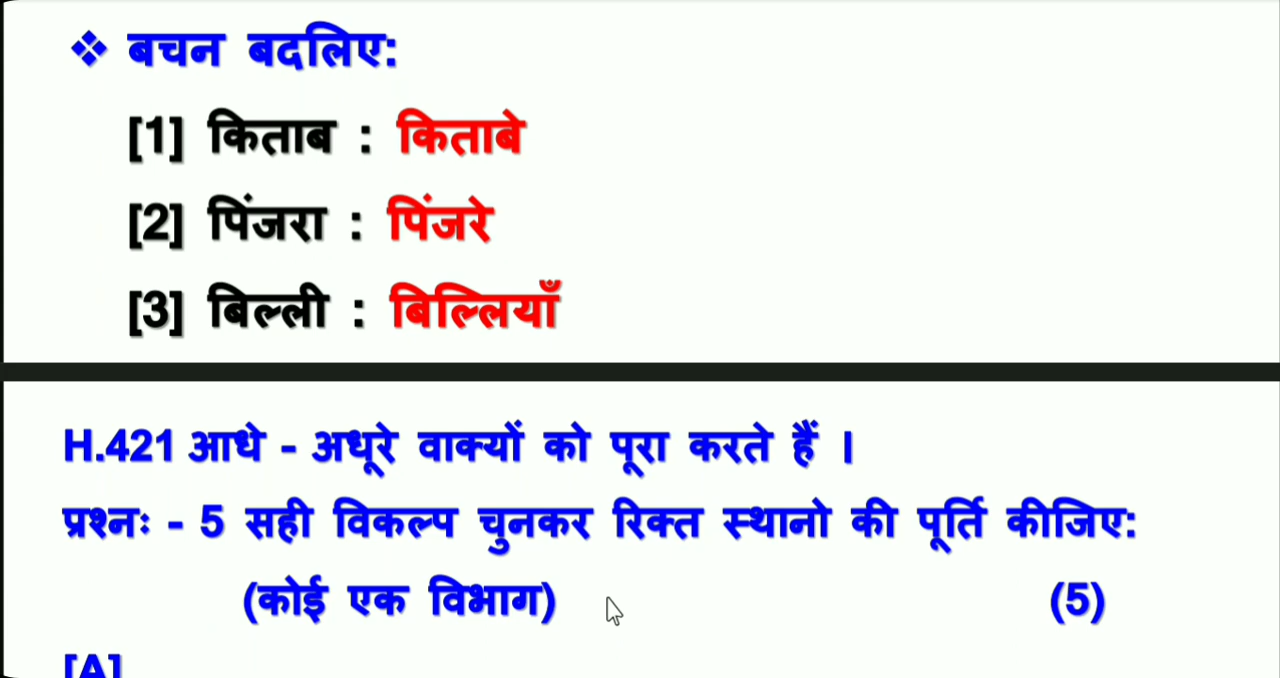 ❖ बचन बदलिए:
[1] किताब : किताबे
[2] पिंजरा : पिंजरे
[3] बिल्ली : बिल्लियाँ
H.421 आधे - अधूरे वाक्यों को पूरा करते हैं ।
प्रश्नः - 5 सही विकल्प चुनकर रिक्त स्थानो की पूर्ति कीजिए:
(कोई एक विभाग) (5)
[A]